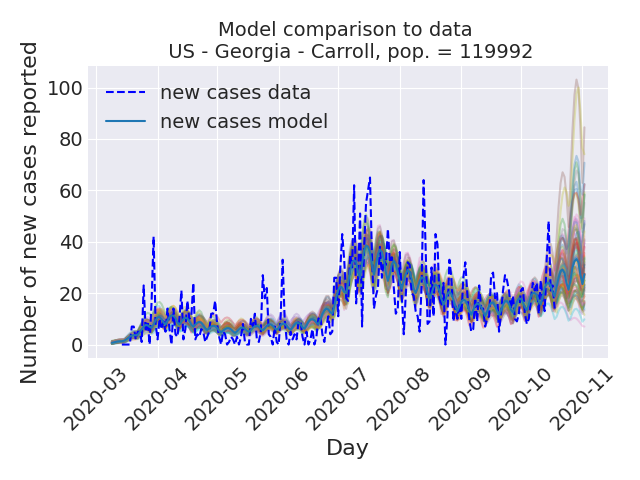 Model comparison to data
US - Georgia - Carroll, pop. = 119992
Number of new cases reported
100
80
60
40
20
0
new cases data
new cases model
2020-03
2020-04
2020-05
2020-06
2020-07
2020-08
2020-09
2020-10
2020-11
Day